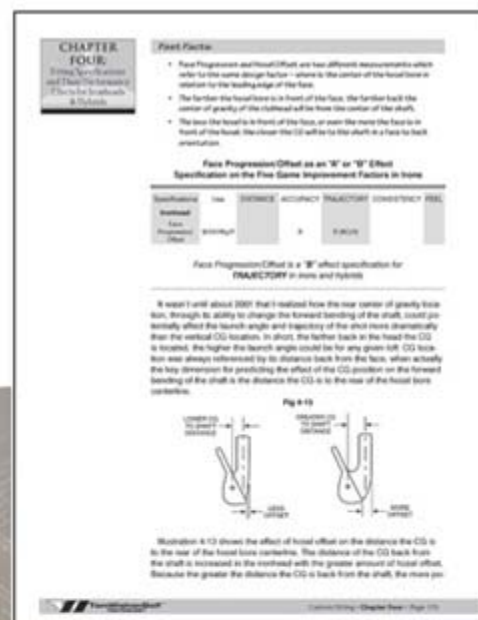 CHAPTER
FOUR:
Fitting Specifications
and Their Performance
Effects for Ironheads
& Hybrids
Fast Facts
• Face Progression and Hosel Offset are two different measurements which
refer to the same design factor – where is the center of the hosel bore in
relation to the leading edge of the face.
• The farther the hosel bore is in front of the face, the farther back the
center of gravity of the clubhead will be from the center of the shaft.
• The less the hosel is in front of the face, or even the more the face is in
front of the hosel, the closer the CG will be to the shaft in a face to back
orientation.
Face Progression/Offset as an "A" or "B" Effect
Specification on the Five Game Improvement Factors in Irons
Specifications Use DISTANCE ACCURACY TRAJECTORY CONSISTENCY FEEL
Ironhead
Face
Progression/
Offset
B
Face Progression/Offset is a "B" effect specification for
TRAJECTORY in irons and hybrids
It wasn't until about 2001 that I realized how the rear center of gravity loca-
tion, through its ability to change the forward bending of the shaft, could po-
tentially affect the launch angle and trajectory of the shot more dramatically
than the vertical CG location. In short, the farther back in the head the CG
is located, the higher the launch angle could be for any given loft. CG loca-
tion was always referenced by its distance back from the face, when actually
the key dimension for predicting the effect of the CG position on the forward
bending of the shaft is the distance the CG is to the rear of the hosel bore
centerline.
Fig 4-13
LOWER CG
TO SHAFT
DISTANCE
GREATER CG
TO SHAFT
DISTANCE
LESS
OFFSET
MORE
OFFSET
Illustration 4-13 shows the effect of hosel offset on the distance the CG is
to the rear of the hosel bore centerline. The distance of the CG back from
the shaft is increased in the ironhead with the greater amount of hosel offset.
Because the greater the distance the CG is back from the shaft, the more po-
Chapter Four - Page